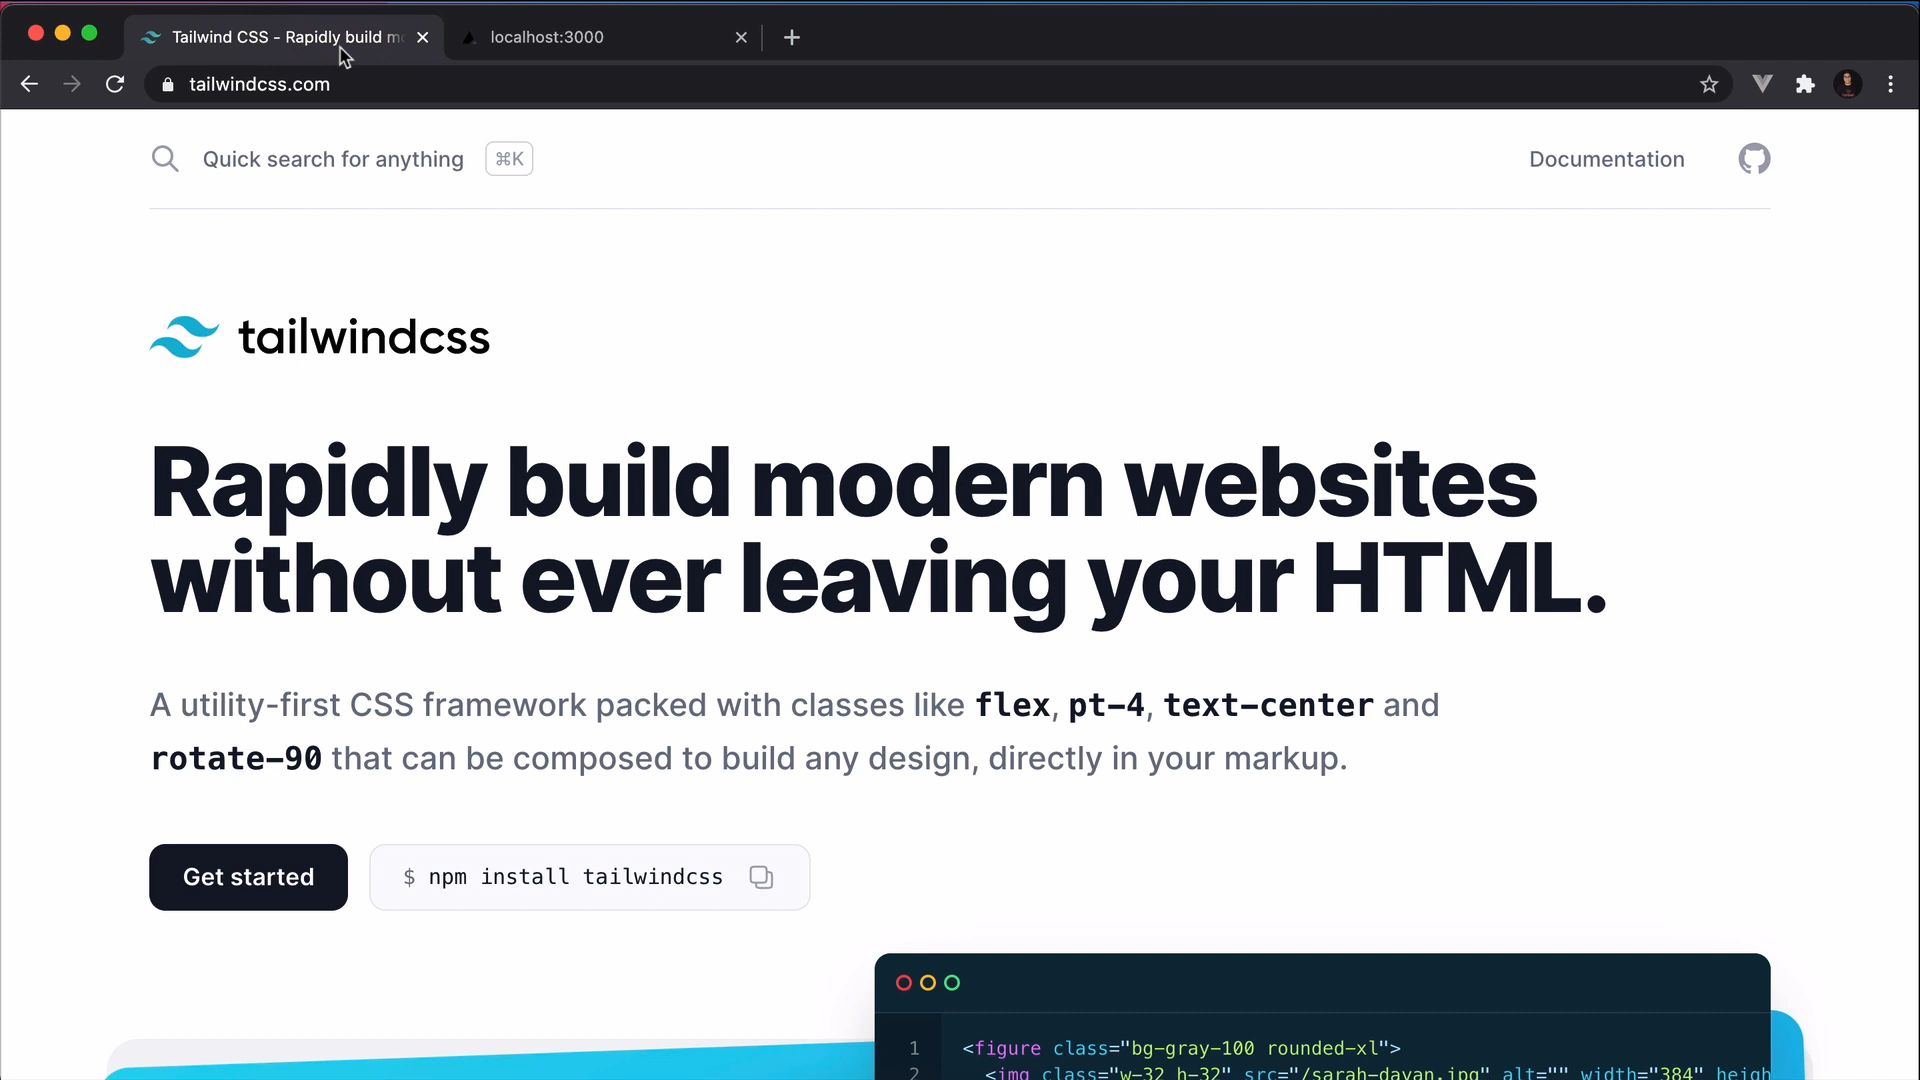 Tailwind CSS - Rapidly build mo
localhost:3000
tailwindcss.com
Quick search for anything
⌘K
Documentation
tailwindcss
Rapidly build modern websites
without ever leaving your HTML.
A utility-first CSS framework packed with classes like flex, pt-4, text-center and
rotate-90 that can be composed to build any design, directly in your markup.
Get started
$ npm install tailwindcss
1 <figure class="bg-gray-100 rounded-xl">
2 <img class="w-32 h-32" src="/sarah-dayan.jpg" alt="" width="384" heigh